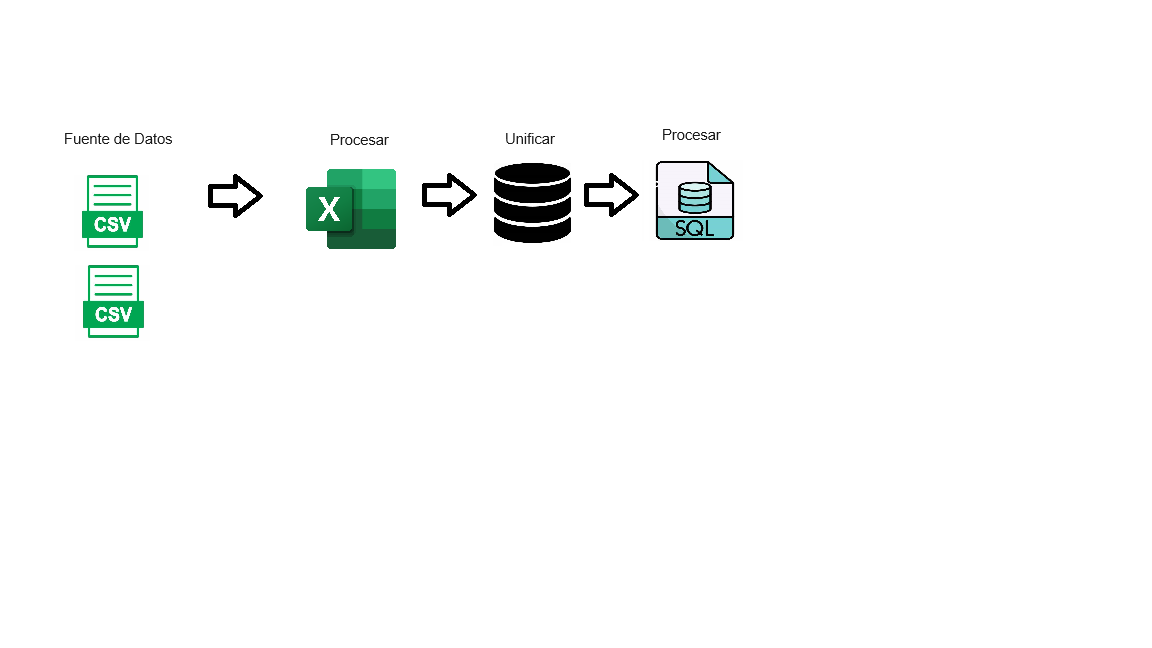 Fuente de Datos
Procesar
Unificar
Procesar
CSV
X
SQL
CSV